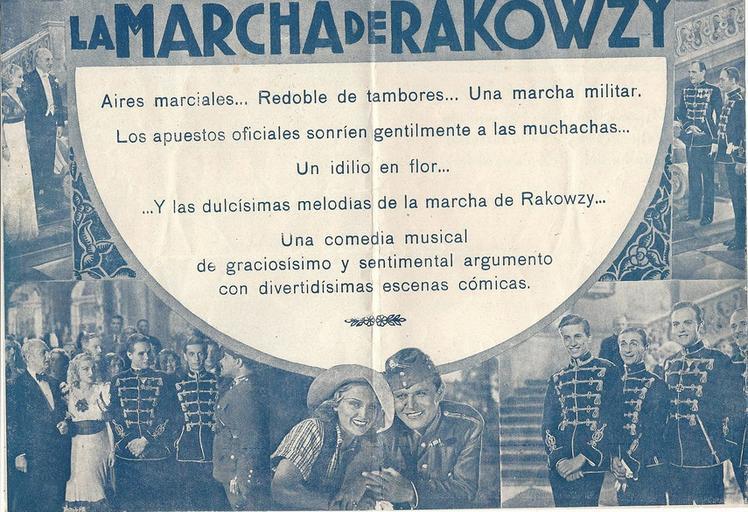 LA MARCHA DE RAKOWZY
Aires marciales... Redoble de tambores... Una marcha militar.
Los apuestos oficiales sonríen gentilmente a las muchachas...
Un idilio en flor...
...Y las dulcísimas melodias de la marcha de Rakowzy...
Una comedia musical
de graciosísimo y sentimental argumento
con divertidísimas escenas cómicas.